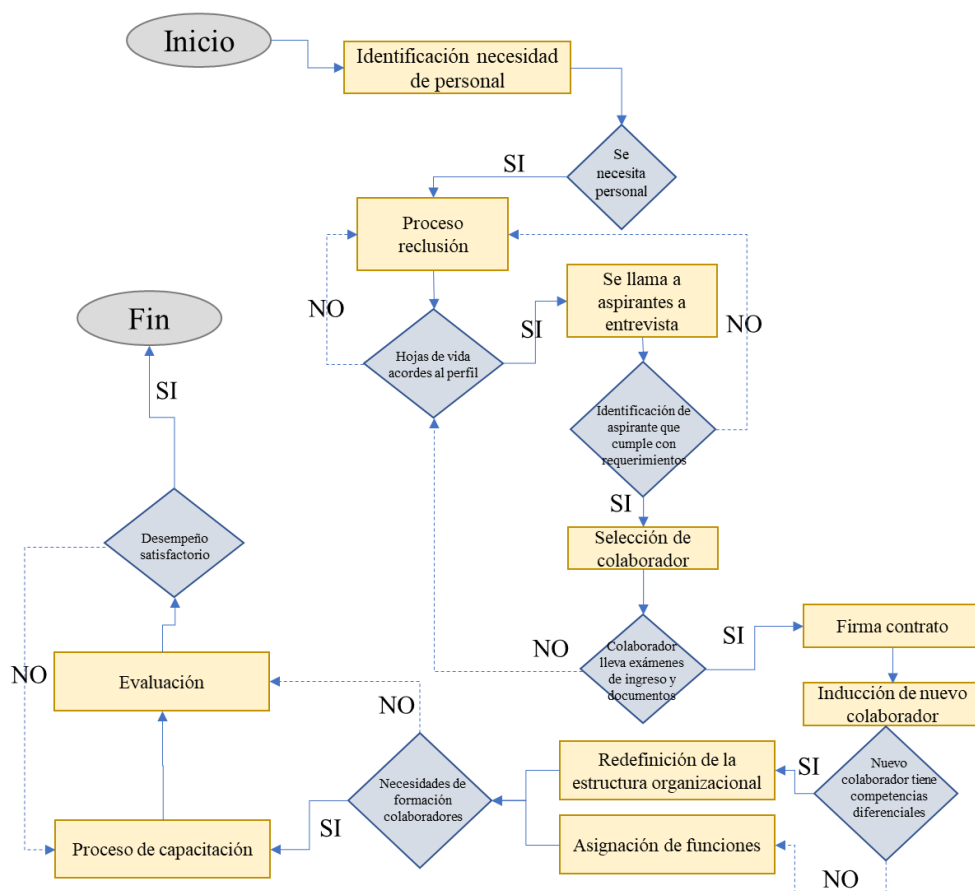 Inicio
Identificación necesidad
de personal
Se
necesita
personal
SI
Proceso
reclusión
NO
Hojas de vida
acordes al perfil
SI
Se llama a
aspirantes a
entrevista
NO
Identificación de
aspirante que
cumple con
requerimientos
SI
Selección de
colaborador
Colaborador
lleva exámenes
de ingreso y
documentos
NO
SI
Firma contrato
Inducción de nuevo
colaborador
Nuevo
colaborador tiene
competencias
diferenciales
SI
NO
Redefinición de la
estructura organizacional
Asignación de funciones
Necesidades de
formación
colaboradores
NO
SI
Proceso de capacitación
Evaluación
Desempeño
satisfactorio
NO
SI
Fin